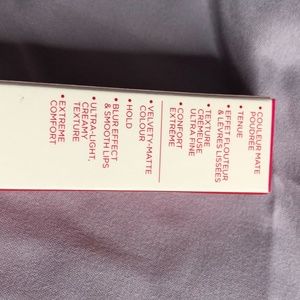 • COULEUR MATE
POUDRÉE
• TENUE
• EFFET FLOUTEUR
& LÈVRES LISSÉES
• TEXTURE
CRÉMEUSE
ULTRA FINE
• CONFORT
EXTRÊME
• VELVETY-MATTE
COLOUR
• HOLD
• BLUR EFFECT
& SMOOTH LIPS
• ULTRA-LIGHT,
CREAMY
TEXTURE
• EXTREME
COMFORT